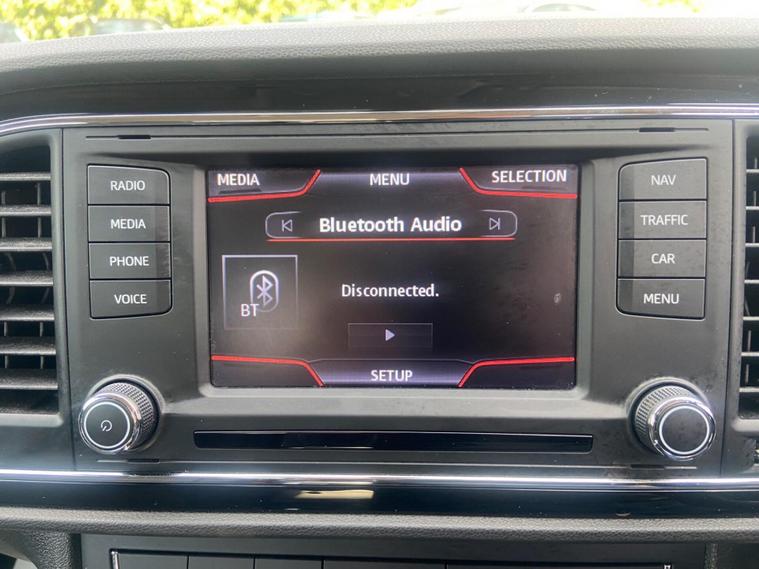 RADIO
MEDIA
PHONE
VOICE
MEDIA MENU SELECTION
Bluetooth Audio
BT
Disconnected.
SETUP
NAV
TRAFFIC
CAR
MENU